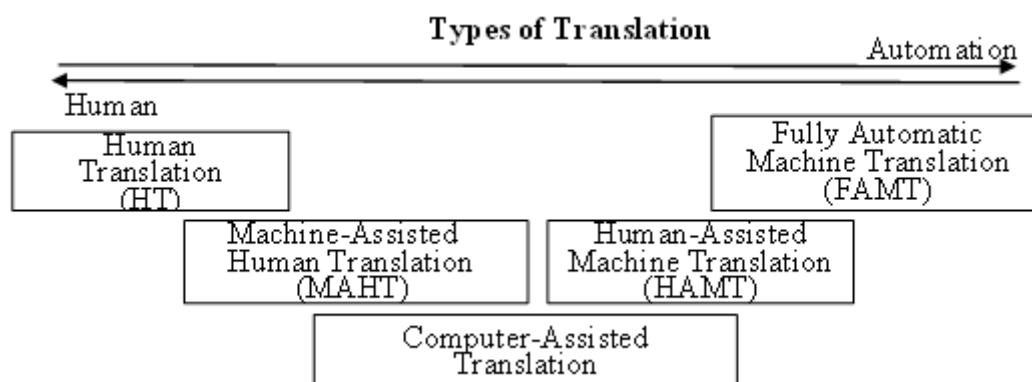 Types of Translation
Automation
Human
Human
Translation
(HT)
Fully Automatic
Machine Translation
(FAMT)
Machine-Assisted
Human Translation
(MAHT)
Human-Assisted
Machine Translation
(HAMT)
Computer-Assisted
Translation